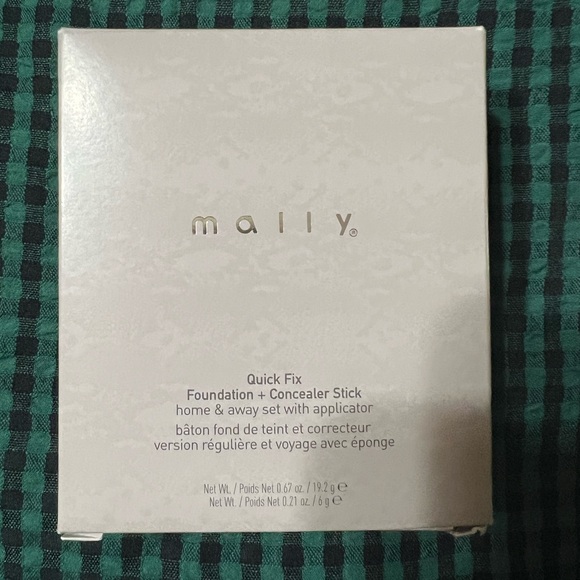 mally®
Quick Fix
Foundation + Concealer Stick
home & away set with applicator
bâton fond de teint et correcteur
version régulière et voyage avec éponge
Net Wt. / Poids Net 0.67 oz. / 19.2 g ℮
Net Wt. / Poids Net 0.21 oz. / 6 g ℮